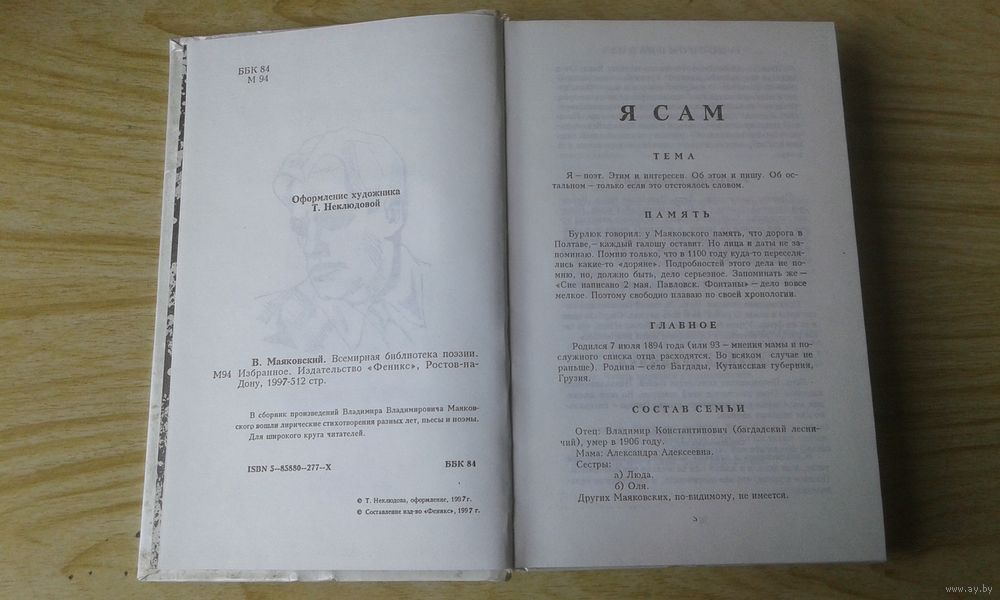 ББК 84
М 94
Оформление художника
Т. Неклюдовой
В. Маяковский. Всемирная библиотека поэзии.
М94 Избранное. Издательство «Феникс», Ростов-на-
Дону, 1997-512 стр.
В сборник произведений Владимира Владимировича Маяков-
ского вошли лирические стихотворения разных лет, пьесы и поэмы.
Для широкого круга читателей.
ISBN 5-85880-277-X ББК 84
© Т. Неклюдова, оформление, 1997 г.
© Составление изд-во «Феникс», 1997 г.
Я САМ
ТЕМА
Я — поэт. Этим и интересен. Об этом и пишу. Об ос-
тальном — только если это отстоялось словом.
ПАМЯТЬ
Бурлюк говорил: у Маяковского память, что дорога в
Полтаве,— каждый галошу оставит. Но лица и даты не за-
поминаю. Помню только, что в 1100 году куда-то переселя-
лись какие-то «доряне». Подробностей этого дела не по-
мню, но, должно быть, дело серьезное. Запоминать же —
«Сие написано 2 мая. Павловск. Фонтаны» — дело вовсе
мелкое. Поэтому свободно плаваю по своей хронологии.
ГЛАВНОЕ
Родился 7 июля 1894 года (или 93 — мнения мамы и по-
служного списка отца расходятся. Во всяком случае не
раньше). Родина — село Багдады, Кутаисская губерния,
Грузия.
СОСТАВ СЕМЬИ
Отец: Владимир Константинович (багдадский лесни-
чий), умер в 1906 году.
Мама: Александра Алексеевна.
Сестры:
а) Люда.
б) Оля.
Других Маяковских, по-видимому, не имеется.
www.ay.by